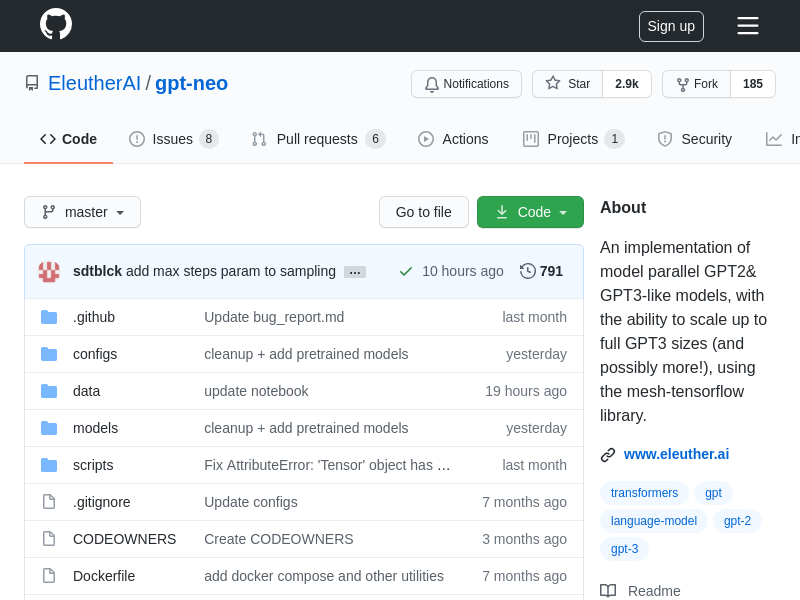 Sign up
EleutherAI / gpt-neo
Notifications
Star 2.9k
Fork 185
Code
Issues 8
Pull requests 6
Actions
Projects 1
Security
In
master
Go to file
Code
sdtblck add max steps param to sampling ... 10 hours ago 791
.github Update bug_report.md last month
configs cleanup + add pretrained models yesterday
data update notebook 19 hours ago
models cleanup + add pretrained models yesterday
scripts Fix AttributeError: 'Tensor' object has … last month
.gitignore Update configs 7 months ago
CODEOWNERS Create CODEOWNERS 3 months ago
Dockerfile add docker compose and other utilities 7 months ago
About
An implementation of
model parallel GPT2&
GPT3-like models, with
the ability to scale up to
full GPT3 sizes (and
possibly more!), using
the mesh-tensorflow
library.
www.eleuther.ai
transformers gpt
language-model gpt-2
gpt-3
Readme